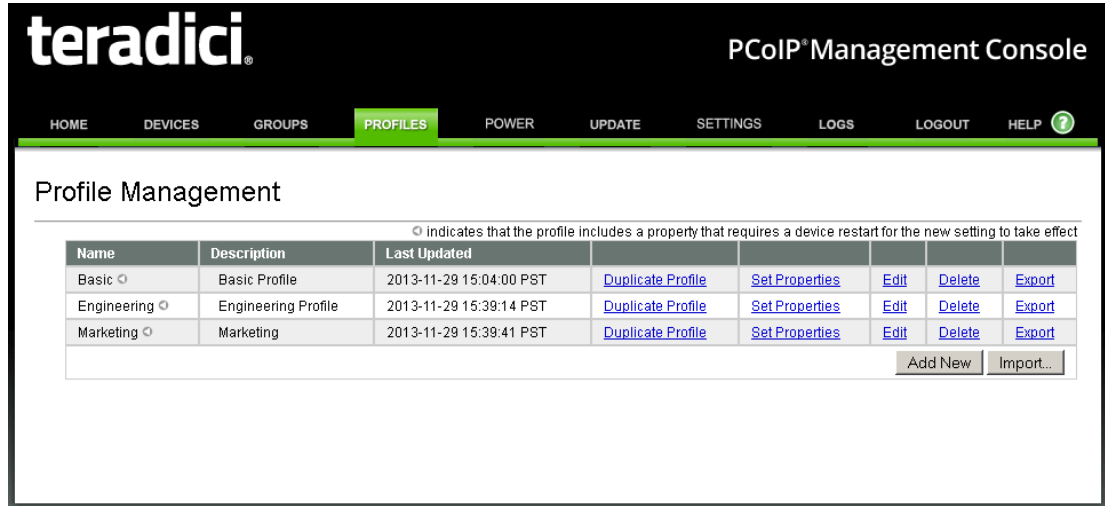 teradici®
PCoIP® Management Console
HOME DEVICES GROUPS PROFILES POWER UPDATE SETTINGS LOGS LOGOUT HELP ?
Profile Management
indicates that the profile includes a property that requires a device restart for the new setting to take effect
Name Description Last Updated
Basic Basic Profile 2013-11-29 15:04:00 PST Duplicate Profile Set Properties Edit Delete Export
Engineering Engineering Profile 2013-11-29 15:39:14 PST Duplicate Profile Set Properties Edit Delete Export
Marketing Marketing 2013-11-29 15:39:41 PST Duplicate Profile Set Properties Edit Delete Export
Add New Import...